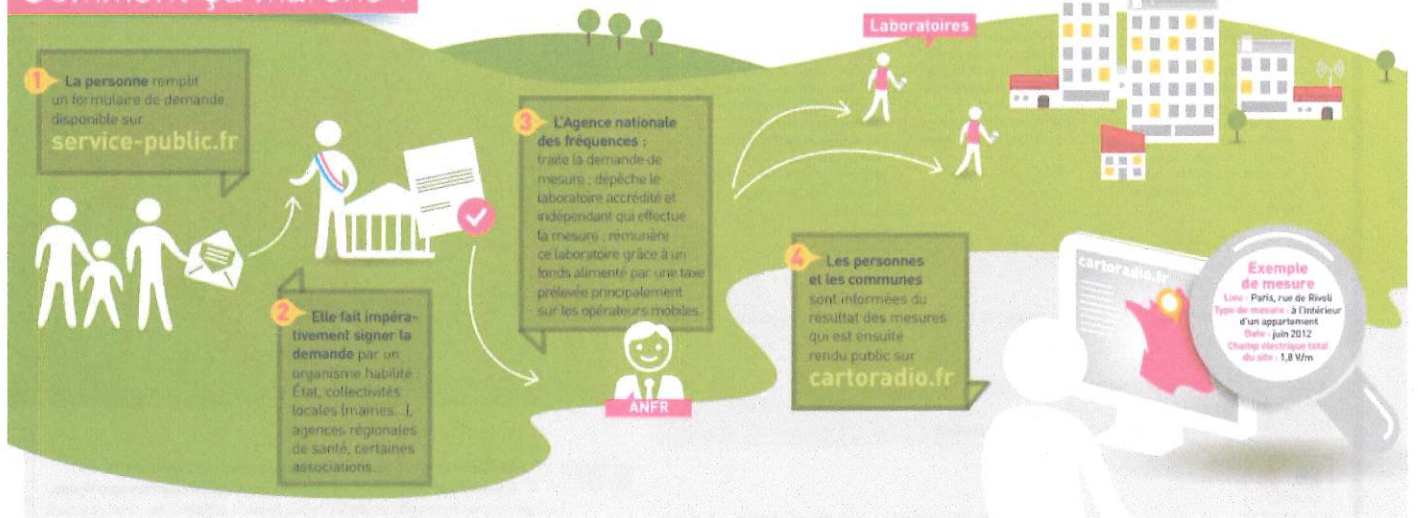 Comment ça marche ?
1 La personne remplit
un formulaire de demande,
disponible sur
service-public.fr
2 Elle fait impéra-
tivement signer la
demande par un
organisme habilité :
État, collectivités
locales (mairies...),
agences régionales
de santé, certaines
associations...
3 L'Agence nationale
des fréquences :
traite la demande de
mesure ; dépêche le
laboratoire accrédité et
indépendant qui effectue
la mesure ; rémunère
ce laboratoire grâce à un
fonds alimenté par une taxe
prélevée principalement
sur les opérateurs mobiles.
ANFR
Laboratoires
4 Les personnes
et les communes
sont informées du
résultat des mesures
qui est ensuite
rendu public sur
cartoradio.fr
cartoradio.fr
Exemple
de mesure
Lieu : Paris, rue de Rivoli
Type de mesure : à l'intérieur
d'un appartement
Date : juin 2012
Champ électrique total
du site : 1,8 V/m